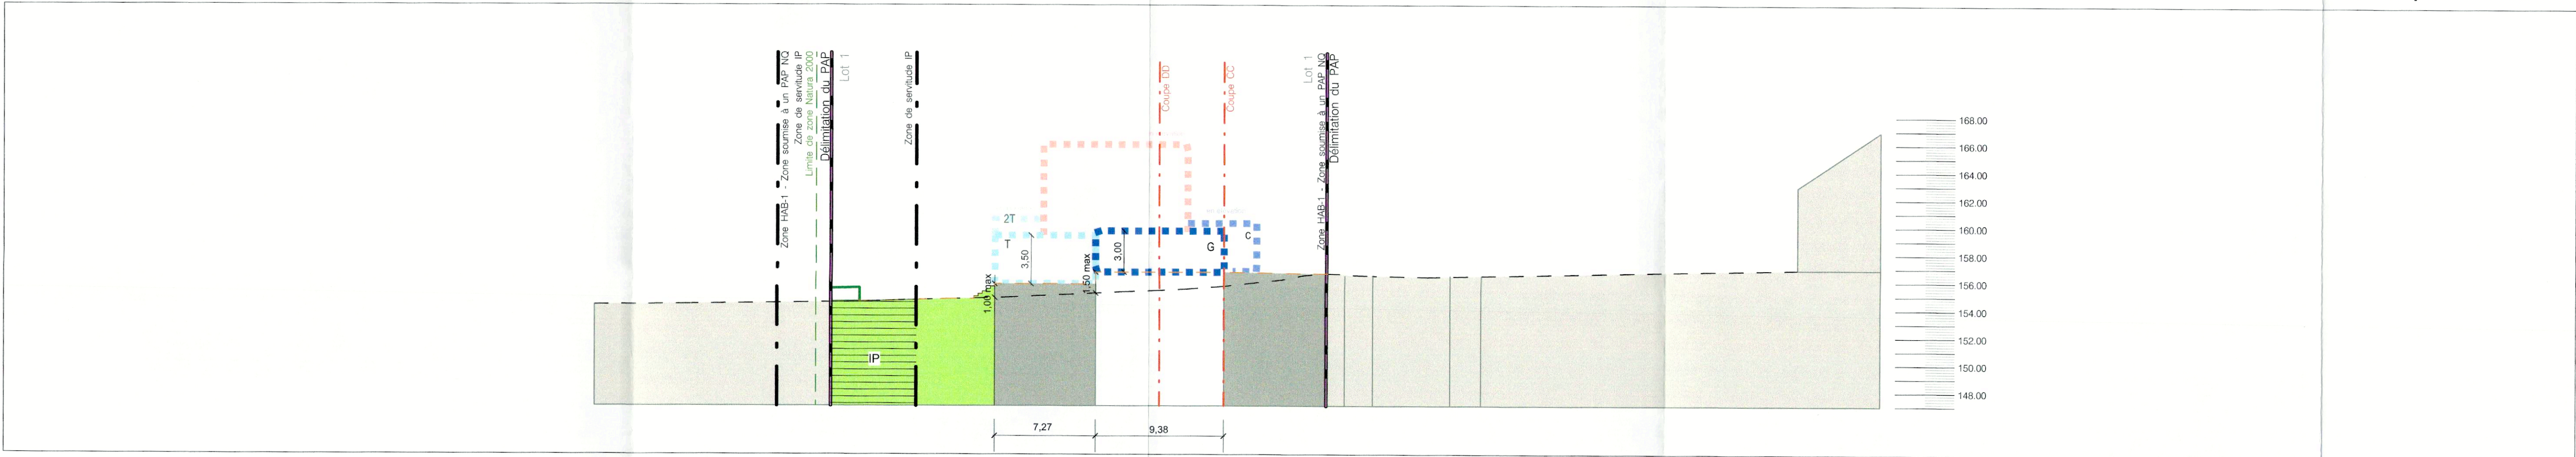 Zone HAB-1 - Zone soumise à un PAP NQ
Zone de servitude IP
Limite de zone Natura 2000
Délimitation du PAP
Lot 1
Zone de servitude IP
Coupe DD
Coupe CC
Lot 1
Zone HAB-1 - Zone soumise à un PAP NQ
Délimitation du PAP
168.00
166.00
164.00
162.00
160.00
158.00
156.00
154.00
152.00
150.00
148.00
2T
T
3,50
1,00 max
1,50 max
3,00
G
c
IP
7,27
9,38